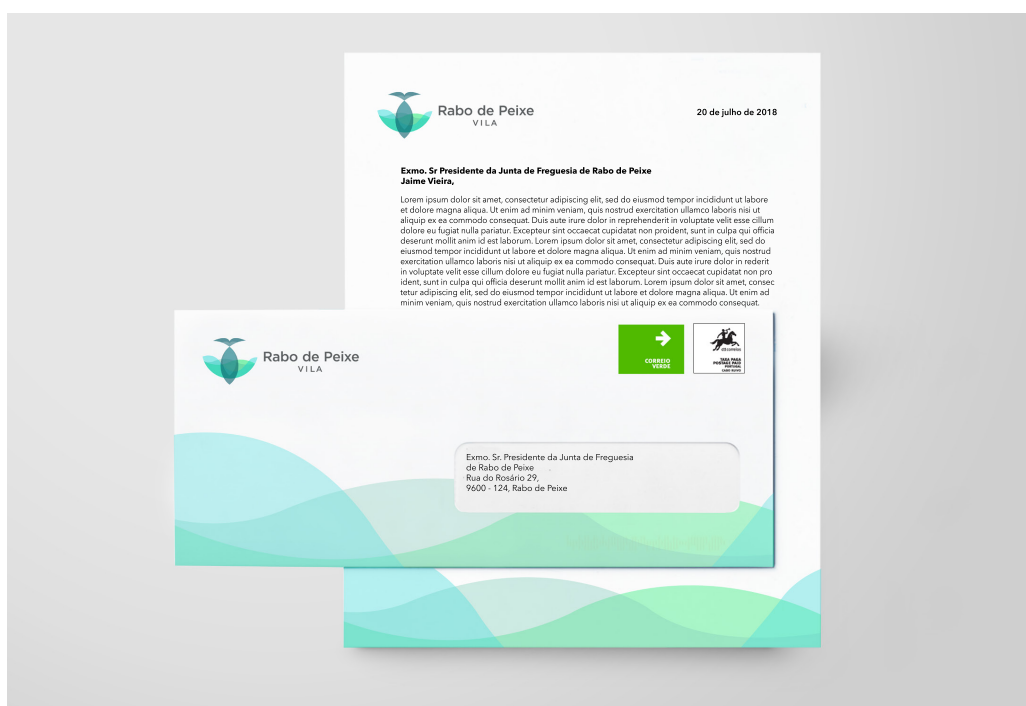 Rabo de Peixe
VILA
20 de julho de 2018
Exmo. Sr Presidente da Junta de Freguesia de Rabo de Peixe
Jaime Vieira,
Lorem ipsum dolor sit amet, consectetur adipiscing elit, sed do eiusmod tempor incididunt ut labore
et dolore magna aliqua. Ut enim ad minim veniam, quis nostrud exercitation ullamco laboris nisi ut
aliquip ex ea commodo consequat. Duis aute irure dolor in reprehenderit in voluptate velit esse cillum
dolore eu fugiat nulla pariatur. Excepteur sint occaecat cupidatat non proident, sunt in culpa qui officia
deserunt mollit anim id est laborum. Lorem ipsum dolor sit amet, consectetur adipiscing elit, sed do
eiusmod tempor incididunt ut labore et dolore magna aliqua. Ut enim ad minim veniam, quis nostrud
exercitation ullamco laboris nisi ut aliquip ex ea commodo consequat. Duis aute irure dolor in rederit
in voluptate velit esse cillum dolore eu fugiat nulla pariatur. Excepteur sint occaecat cupidatat non pro
ident, sunt in culpa qui officia deserunt mollit anim id est laborum. Lorem ipsum dolor sit amet, consec
tetur adipiscing elit, sed do eiusmod tempor incididunt ut labore et dolore magna aliqua. Ut enim ad
minim veniam, quis nostrud exercitation ullamco laboris nisi ut aliquip ex ea commodo consequat.
Rabo de Peixe
VILA
CORREIO
VERDE
ctt correios
TAXA PAGA
POSTAGE PAID
PORTUGAL
Exmo. Sr. Presidente da Junta de Freguesia
de Rabo de Peixe
Rua do Rosário 29,
9600 - 124, Rabo de Peixe